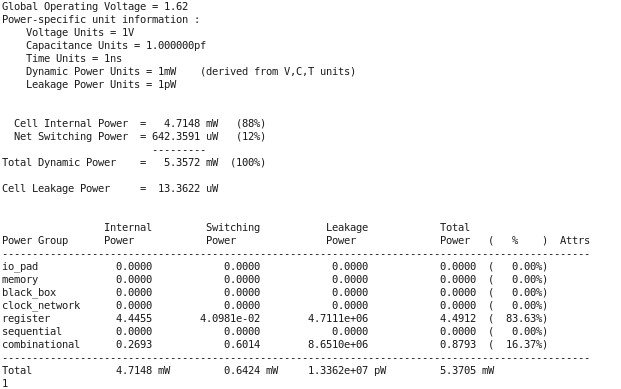 Global Operating Voltage = 1.62
Power-specific unit information :
    Voltage Units = 1V
    Capacitance Units = 1.000000pf
    Time Units = 1ns
    Dynamic Power Units = 1mW    (derived from V,C,T units)
    Leakage Power Units = 1pW
  Cell Internal Power  =   4.7148 mW   (88%)
  Net Switching Power  = 642.3591 uW   (12%)
                         ---------
Total Dynamic Power    =   5.3572 mW  (100%)
Cell Leakage Power     =  13.3622 uW
                 Internal         Switching           Leakage            Total
Power Group      Power            Power               Power              Power   (   %    )  Attrs
--------------------------------------------------------------------------------------------------
io_pad             0.0000            0.0000            0.0000            0.0000  (   0.00%)
memory             0.0000            0.0000            0.0000            0.0000  (   0.00%)
black_box          0.0000            0.0000            0.0000            0.0000  (   0.00%)
clock_network      0.0000            0.0000            0.0000            0.0000  (   0.00%)
register           4.4455        4.0981e-02        4.7111e+06            4.4912  (  83.63%)
sequential         0.0000            0.0000            0.0000            0.0000  (   0.00%)
combinational      0.2693            0.6014        8.6510e+06            0.8793  (  16.37%)
--------------------------------------------------------------------------------------------------
Total              4.7148 mW         0.6424 mW     1.3362e+07 pW         5.3705 mW
1